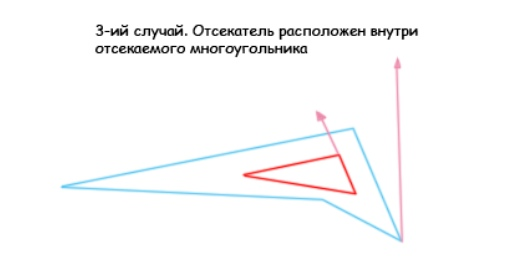 3-ий случай. Отсекатель расположен внутри
отсекаемого многоугольника